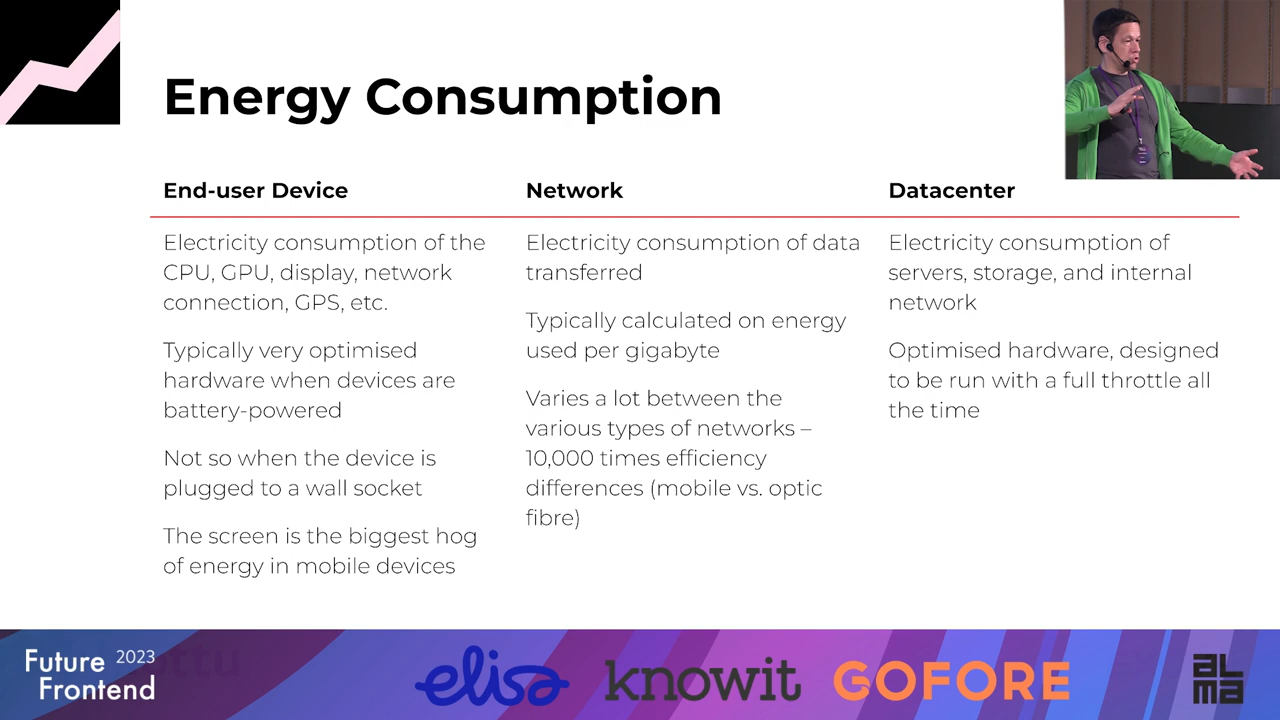 Energy Consumption
End-user Device
Electricity consumption of the
CPU, GPU, display, network
connection, GPS, etc.
Typically very optimised
hardware when devices are
battery-powered
Not so when the device is
plugged to a wall socket
The screen is the biggest hog
of energy in mobile devices
Network
Electricity consumption of data
transferred
Typically calculated on energy
used per gigabyte
Varies a lot between the
various types of networks –
10,000 times efficiency
differences (mobile vs. optic
fibre)
Datacenter
Electricity consumption of
servers, storage, and internal
network
Optimised hardware, designed
to be run with a full throttle all
the time
Future 2023
Frontend
elisa
knowit
GOFORE
ALMA